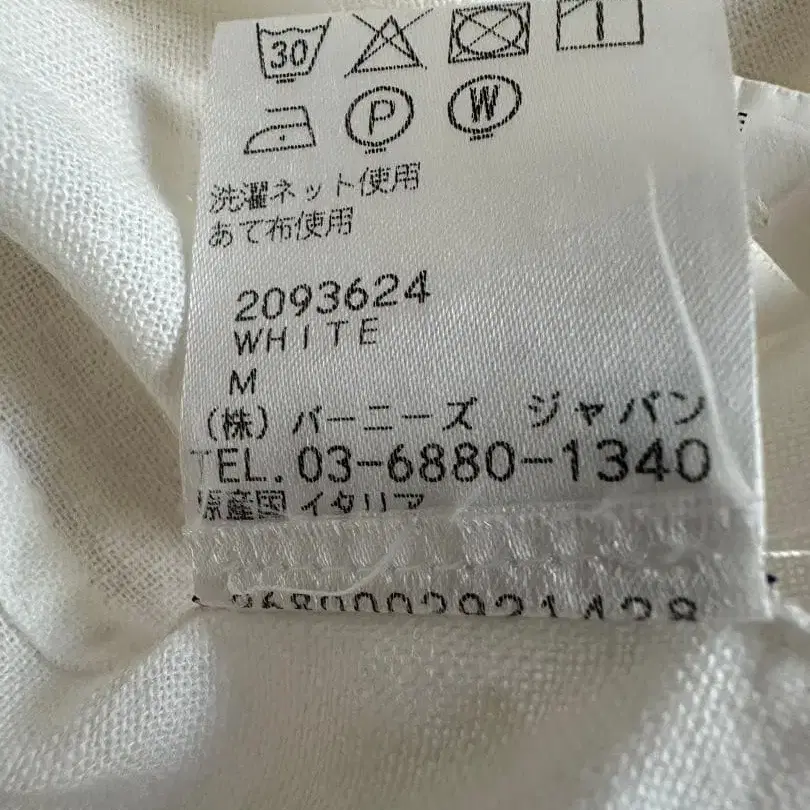 30
P
W
洗濯ネット使用
あて布使用
2093624
WHITE
M
(株) バーニーズ ジャパン
TEL. 03-6880-1340
原産国 イタリア